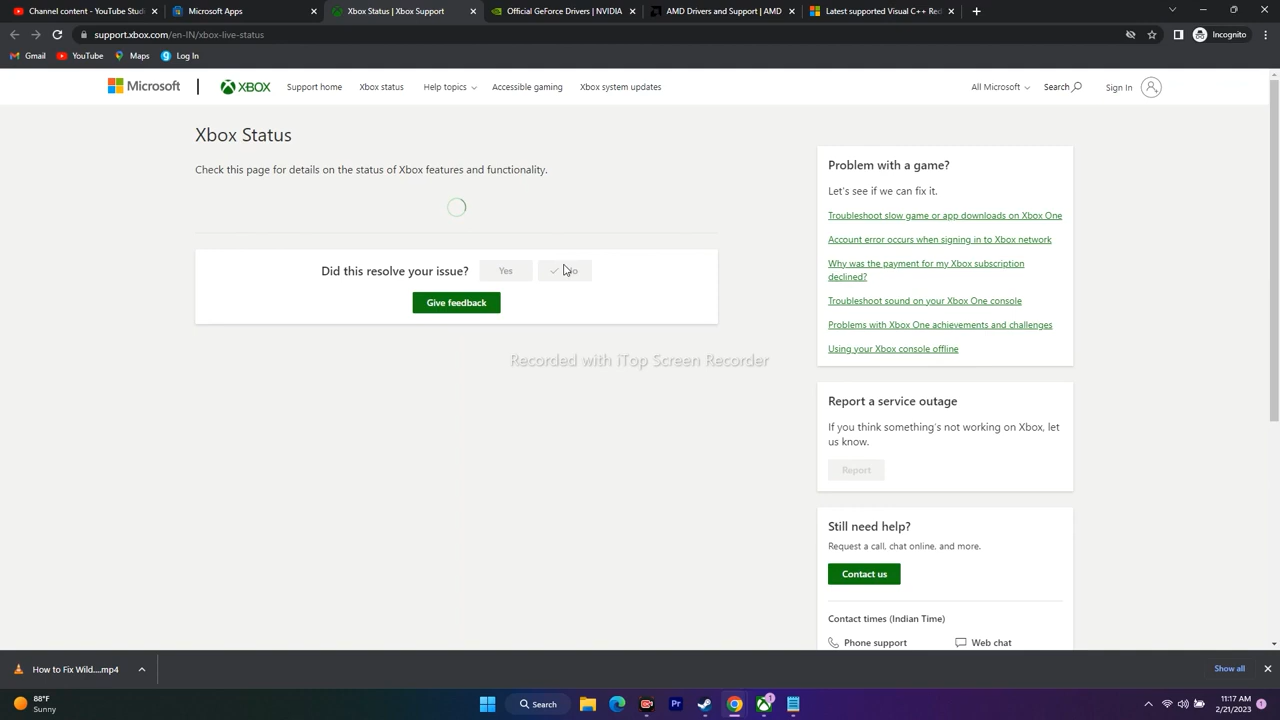 Channel content - YouTube Stud
Microsoft Apps
Xbox Status | Xbox Support
Official GeForce Drivers | NVIDIA
AMD Drivers and Support | AMD
Latest supported Visual C++ Red
support.xbox.com/en-IN/xbox-live-status
Incognito
Gmail
YouTube
Maps
Log In
Microsoft
XBOX
Support home
Xbox status
Help topics
Accessible gaming
Xbox system updates
All Microsoft
Search
Sign In
Xbox Status
Check this page for details on the status of Xbox features and functionality.
Did this resolve your issue?
Yes
Give feedback
Recorded with iTop Screen Recorder
Problem with a game?
Let's see if we can fix it.
Troubleshoot slow game or app downloads on Xbox One
Account error occurs when signing in to Xbox network
Why was the payment for my Xbox subscription
declined?
Troubleshoot sound on your Xbox One console
Problems with Xbox One achievements and challenges
Using your Xbox console offline
Report a service outage
If you think something's not working on Xbox, let
us know.
Report
Still need help?
Request a call, chat online, and more.
Contact us
Contact times (Indian Time)
Phone support
Web chat
How to Fix Wild....mp4
Show all
88°F
Sunny
Search
1
11:17 AM
2/21/2023
1